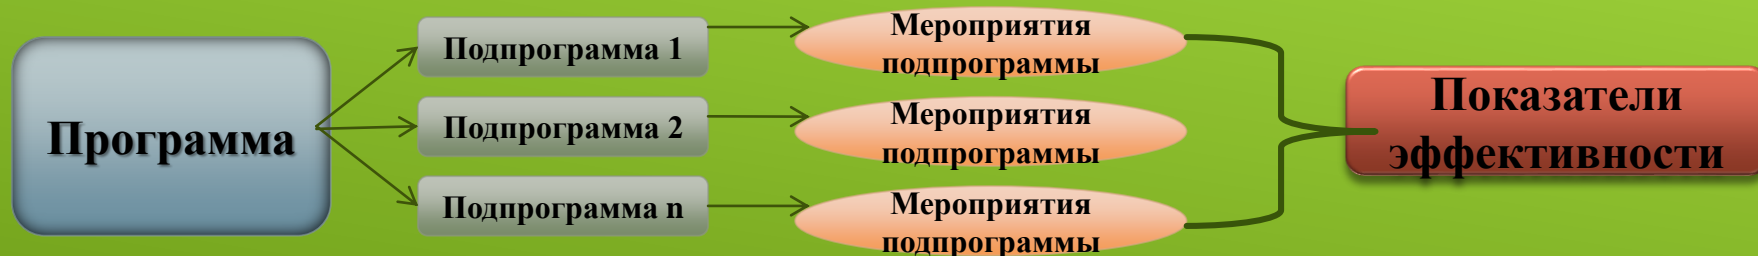 Программа
Подпрограмма 1
Подпрограмма 2
Подпрограмма n
Мероприятия
подпрограммы
Мероприятия
подпрограммы
Мероприятия
подпрограммы
Показатели
эффективности